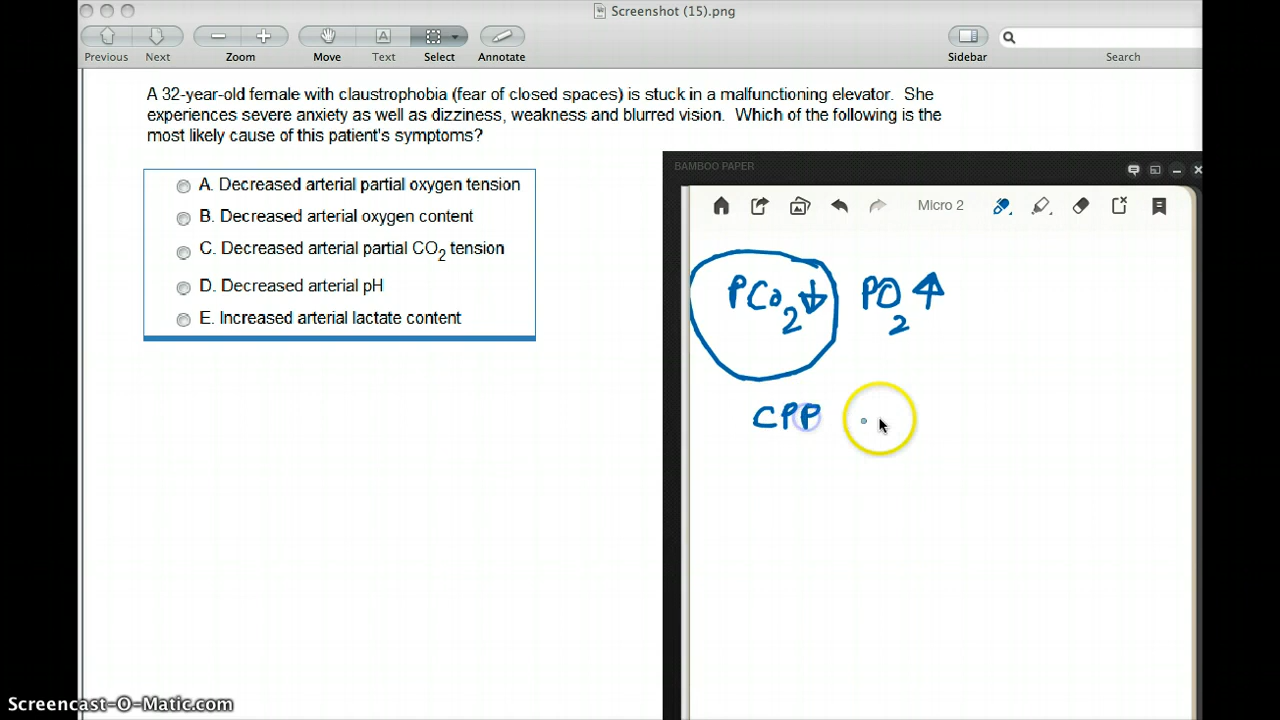 Screenshot (15).png
Previous Next Zoom Move Text Select Annotate Sidebar Search
A 32-year-old female with claustrophobia (fear of closed spaces) is stuck in a malfunctioning elevator. She
experiences severe anxiety as well as dizziness, weakness and blurred vision. Which of the following is the
most likely cause of this patient's symptoms?
A. Decreased arterial partial oxygen tension
B. Decreased arterial oxygen content
C. Decreased arterial partial CO2 tension
D. Decreased arterial pH
E. Increased arterial lactate content
BAMBOO PAPER
Micro 2
PCO2↓ PO2↑
CPP
Screencast-O-Matic.com